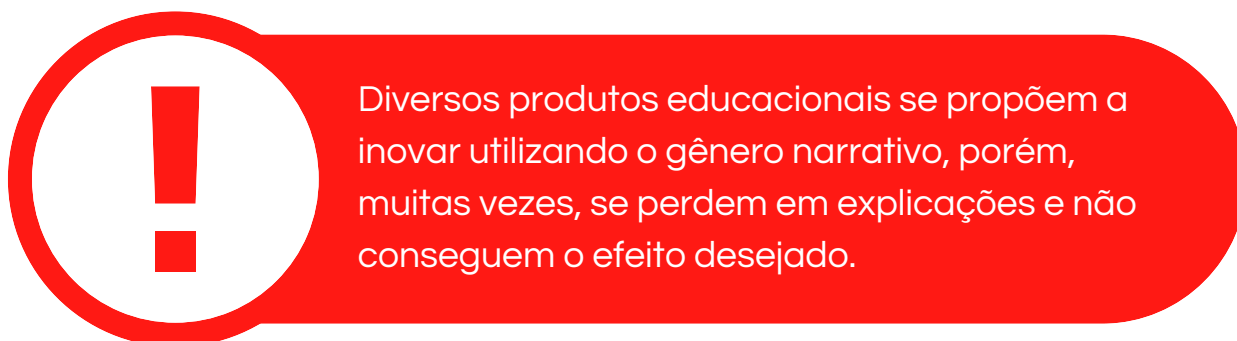 Diversos produtos educacionais se propõem a
inovar utilizando o gênero narrativo, porém,
muitas vezes, se perdem em explicações e não
conseguem o efeito desejado.